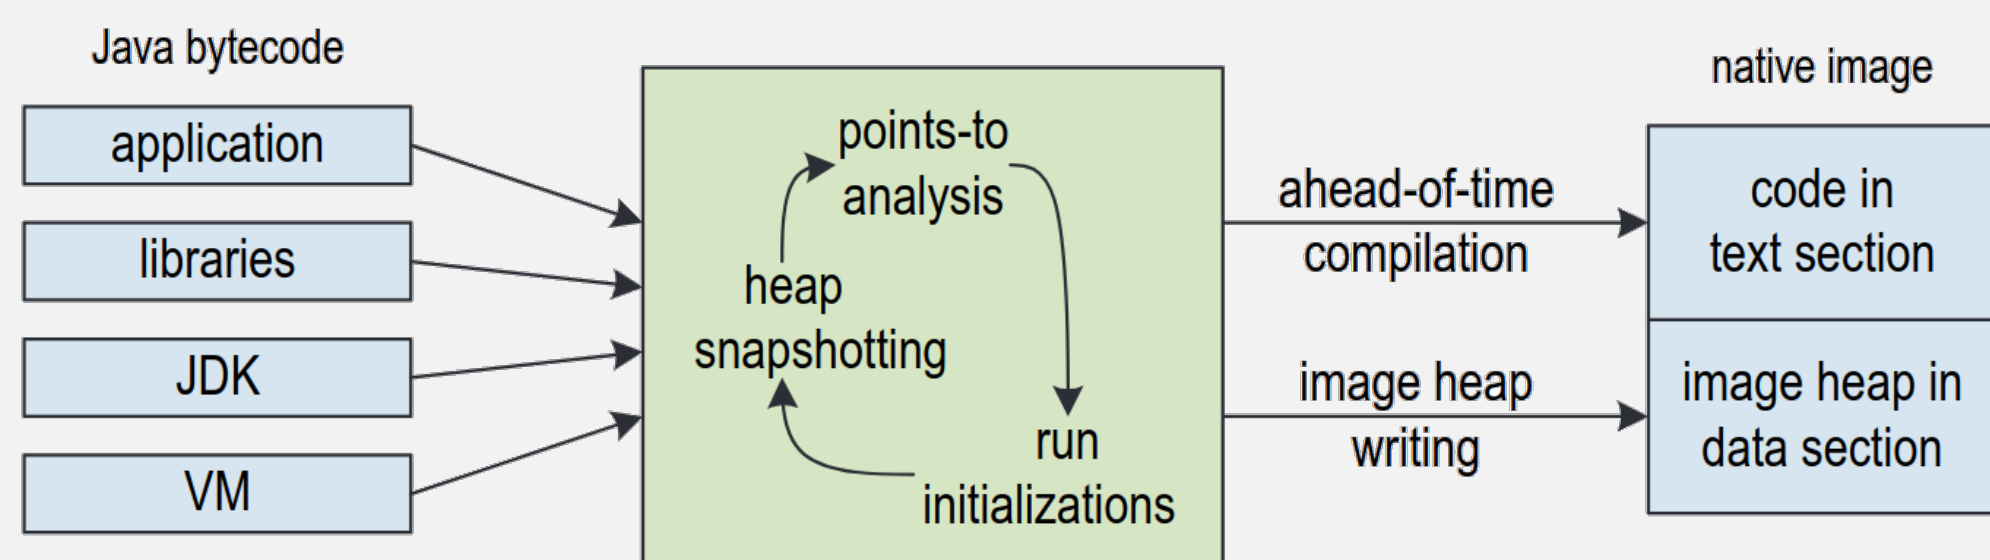 Java bytecode
application
libraries
JDK
VM
points-to
analysis
heap
snapshotting
run
initializations
ahead-of-time
compilation
image heap
writing
native image
code in
text section
image heap in
data section